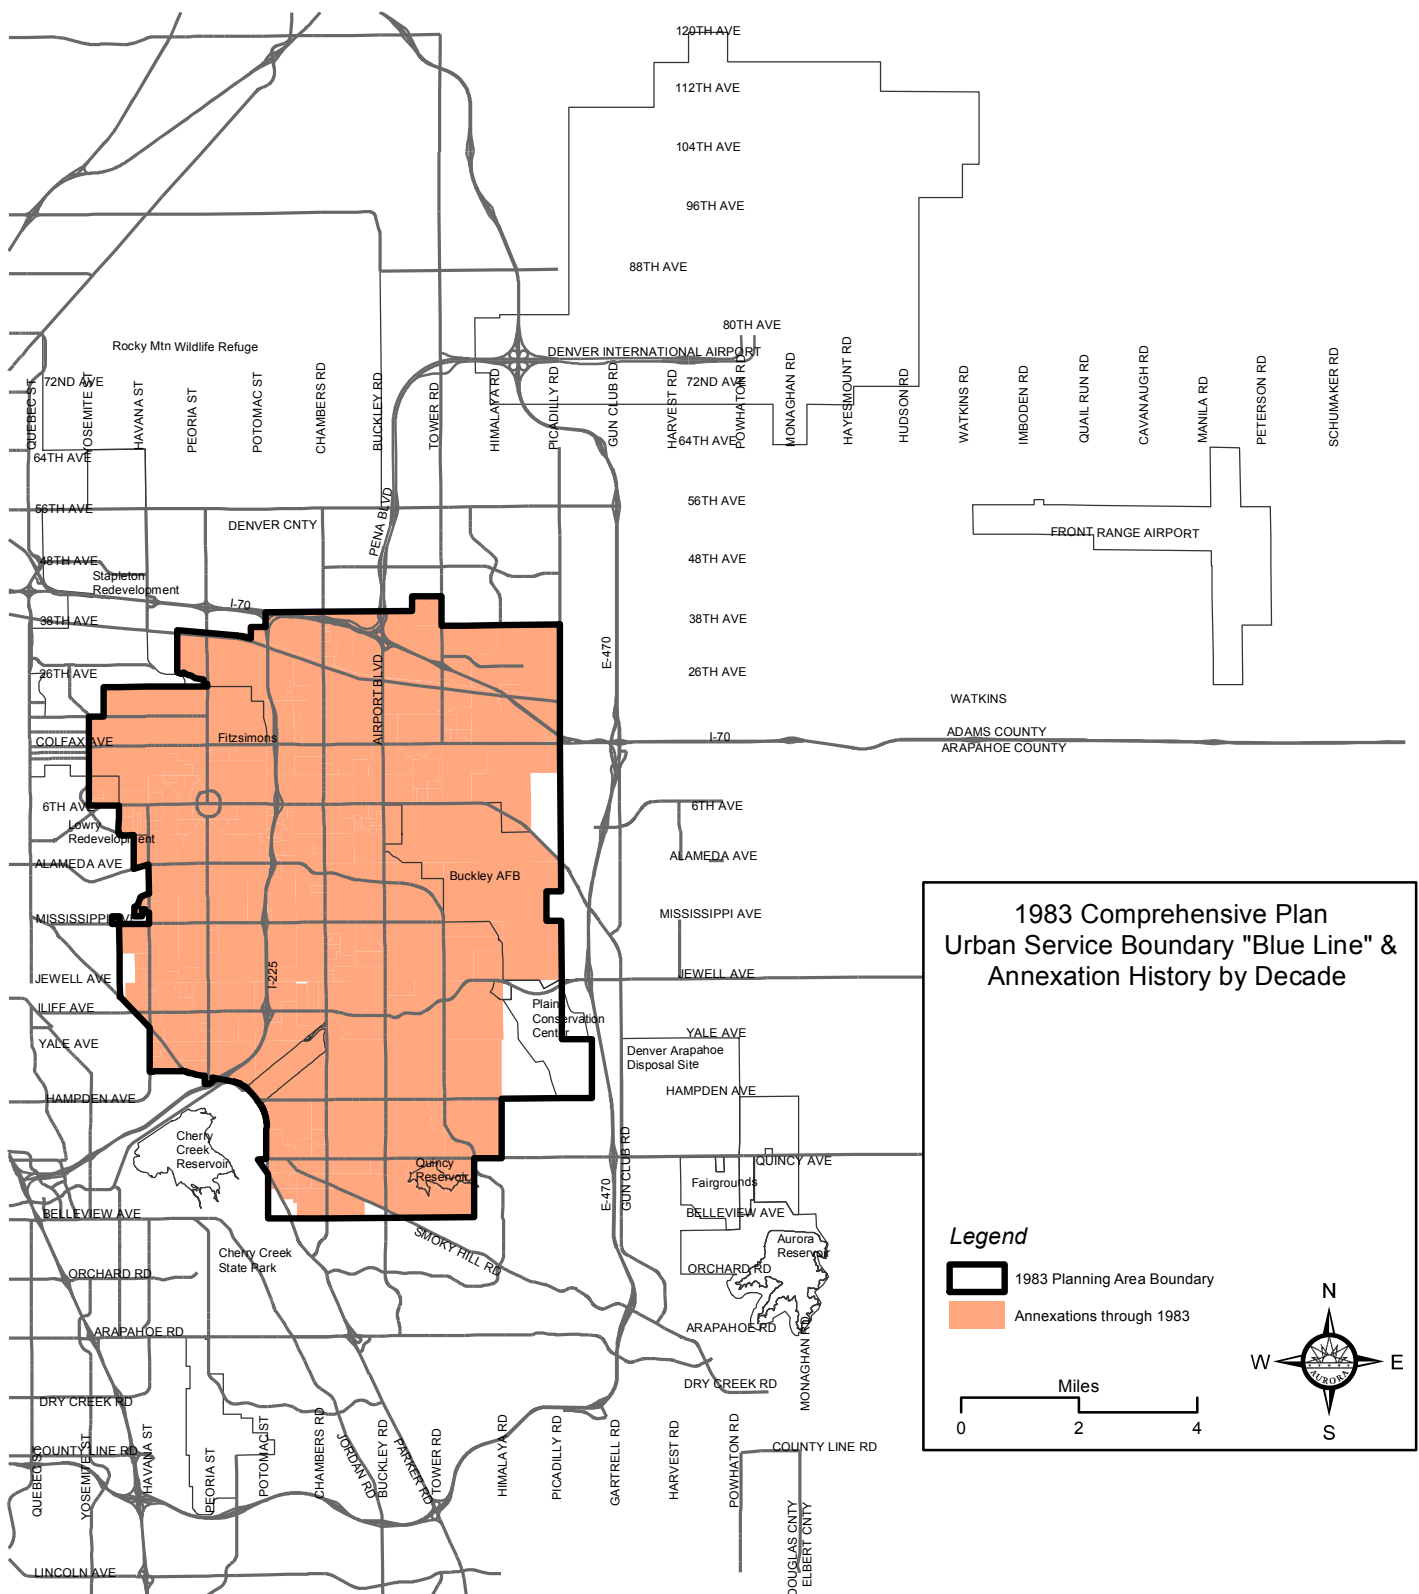 120TH AVE
112TH AVE
104TH AVE
96TH AVE
88TH AVE
80TH AVE
Rocky Mtn Wildlife Refuge
DENVER INTERNATIONAL AIRPORT
72ND AVE
72ND AVE
QUEBEC ST
YOSEMITE ST
HAVANA ST
PEORIA ST
POTOMAC ST
CHAMBERS RD
BUCKLEY RD
TOWER RD
HIMALAYA RD
PICADILLY RD
GUN CLUB RD
HARVEST RD
POWHATON RD
MONAGHAN RD
HAYESMOUNT RD
HUDSON RD
WATKINS RD
IMBODEN RD
QUAIL RUN RD
CAVANAUGH RD
MANILA RD
PETERSON RD
SCHUMAKER RD
64TH AVE
64TH AVE
56TH AVE
56TH AVE
DENVER CNTY
PENA BLVD
FRONT RANGE AIRPORT
48TH AVE
48TH AVE
Stapleton
Redevelopment
I-70
38TH AVE
38TH AVE
E-470
26TH AVE
26TH AVE
AIRPORT BLVD
WATKINS
COLFAX AVE
Fitzsimons
I-70
ADAMS COUNTY
ARAPAHOE COUNTY
6TH AVE
6TH AVE
Lowry
Redevelopment
ALAMEDA AVE
ALAMEDA AVE
Buckley AFB
MISSISSIPPI AVE
MISSISSIPPI AVE
I-225
JEWELL AVE
JEWELL AVE
ILIFF AVE
Plain
Conservation
Center
YALE AVE
YALE AVE
Denver Arapahoe
Disposal Site
HAMPDEN AVE
HAMPDEN AVE
Cherry
Creek
Reservoir
Quincy
Reservoir
GUN CLUB RD
E-470
QUINCY AVE
Fairgrounds
BELLEVIEW AVE
BELLEVIEW AVE
SMOKY HILL RD
Aurora
Reservoir
Cherry Creek
State Park
ORCHARD RD
ORCHARD RD
ARAPAHOE RD
ARAPAHOE RD
MONAGHAN RD
DRY CREEK RD
DRY CREEK RD
COUNTY LINE RD
COUNTY LINE RD
QUEBEC ST
YOSEMITE ST
HAVANA ST
PEORIA ST
POTOMAC ST
CHAMBERS RD
JORDAN RD
BUCKLEY RD
PARKER RD
TOWER RD
HIMALAYA RD
PICADILLY RD
GARTRELL RD
HARVEST RD
POWHATON RD
DOUGLAS CNTY
ELBERT CNTY
LINCOLN AVE
1983 Comprehensive Plan
Urban Service Boundary "Blue Line" &
Annexation History by Decade
Legend
1983 Planning Area Boundary
Annexations through 1983
Miles
0 2 4
N
W E
S
AURORA